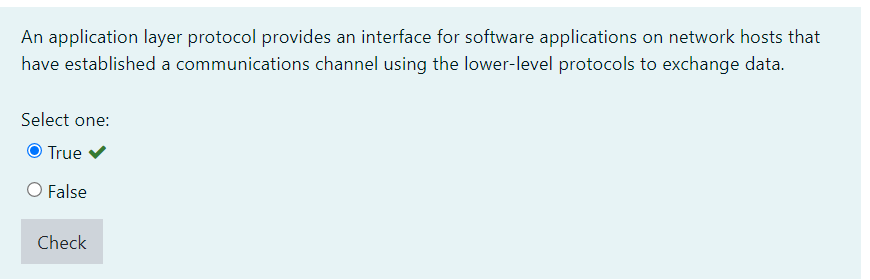 An application layer protocol provides an interface for software applications on network hosts that
have established a communications channel using the lower-level protocols to exchange data.
Select one:
True
False
Check